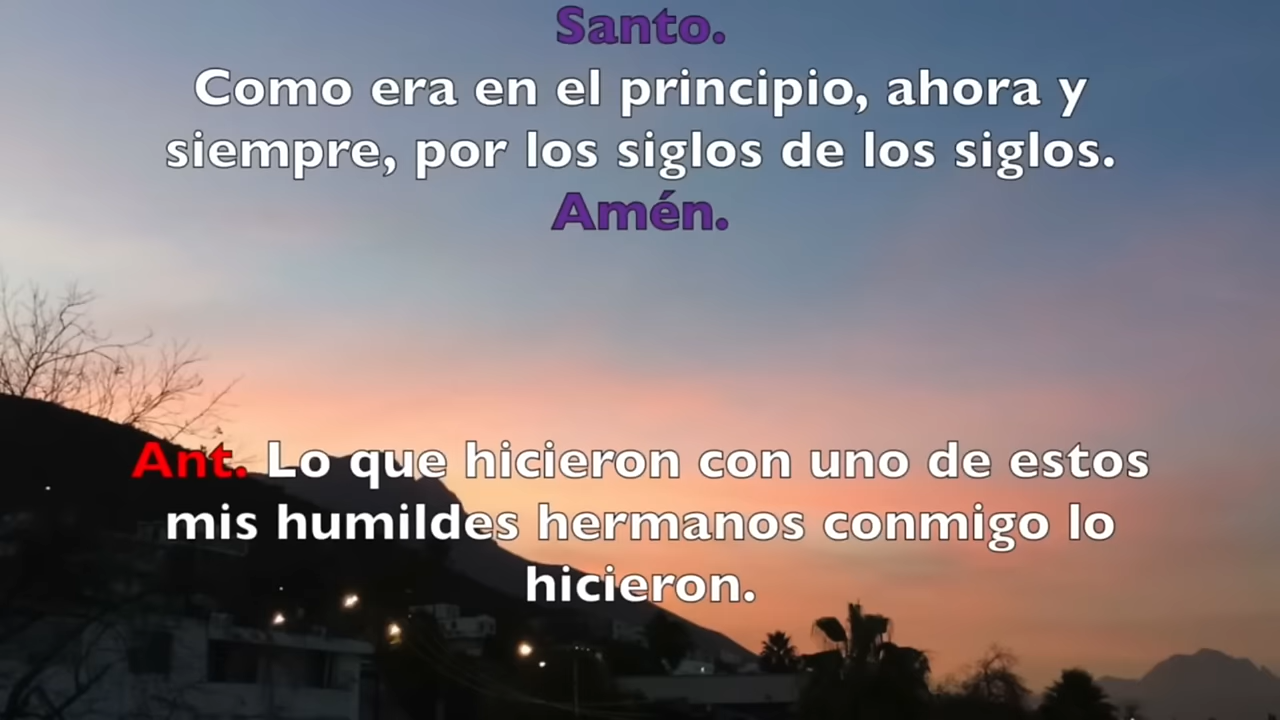 Santo.
Como era en el principio, ahora y
siempre, por los siglos de los siglos.
Amén.
Ant. Lo que hicieron con uno de estos
mis humildes hermanos conmigo lo
hicieron.